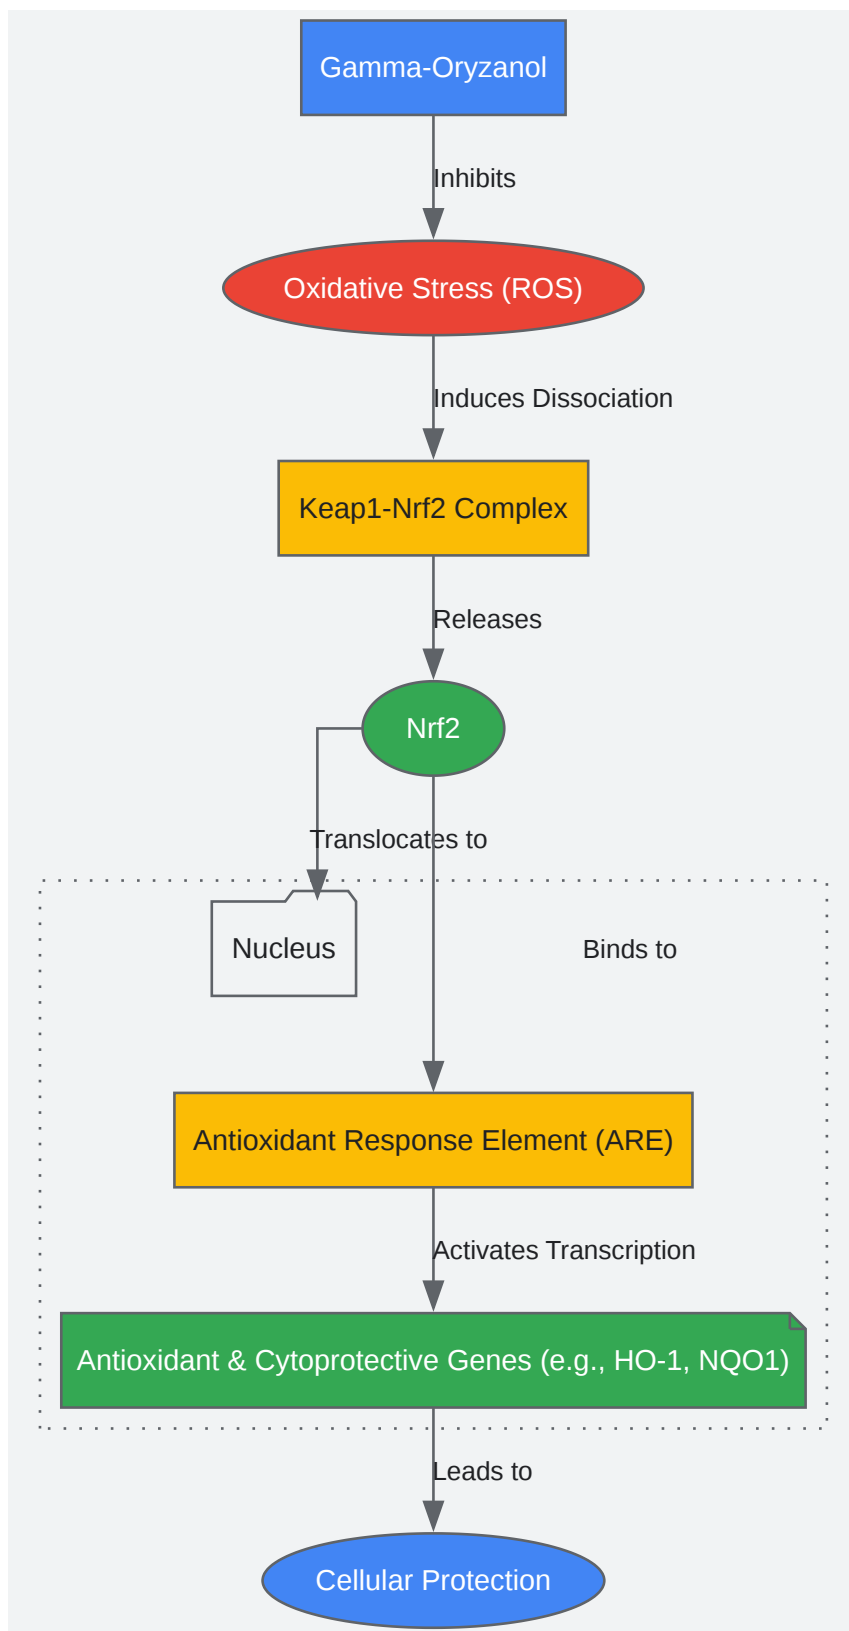 Gamma-Oryzanol
Inhibits
Oxidative Stress (ROS)
Induces Dissociation
Keap1-Nrf2 Complex
Releases
Nrf2
Translocates to
Nucleus
Binds to
Antioxidant Response Element (ARE)
Activates Transcription
Antioxidant & Cytoprotective Genes (e.g., HO-1, NQO1)
Leads to
Cellular Protection